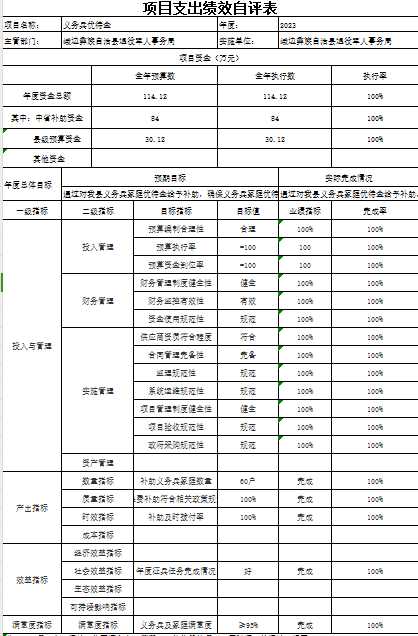 项目支出绩效自评表
项目名称： 义务兵优待金 年度： 2023
主管部门： 峨边彝族自治县退役军人事务局 实施单位： 峨边彝族自治县退役军人事务局
项目资金（万元）
全年预算数 全年执行数 执行率
年度资金总额 114.12 114.12 100%
其中：中省补助资金 84 84 100%
县级预算资金 30.12 30.12 100%
其他资金
年度总体目标 预期目标 实际完成情况
通过对我县义务兵家庭优待金给予补助，确保义务兵家庭优待 通过对我县义务兵家庭优待金给予补助，
一级指标 二级指标 目标指标 目标值 业绩指标 完成率
投入与管理 投入管理 预算编制合理性 合理 100% 100%
预算执行率 =100 100 100%
预算资金到位率 =100 100 100%
财务管理 财务管理制度健全性 健全 100% 100%
财务监控有效性 有效 100% 100%
资金使用规范性 规范 100% 100%
实施管理 供应商资质符合程度 符合 100% 100%
合同管理完备性 完备 100% 100%
监理规范性 规范 100% 100%
系统运维规范性 规范 100% 100%
项目管理制度健全性 健全 100% 100%
项目验收规范性 规范 100% 100%
政府采购规范性 规范 100% 100%
资产管理
产出指标 数量指标 补助义务兵家庭数量 60户 完成 100%
质量指标 费补助符合相关政策规 100% 完成 100%
时效指标 补助及时拨付率 100% 完成 100%
成本指标
效益指标 经济效益指标
社会效益指标 年度征兵任务完成情况 好 完成 100%
生态效益指标
可持续影响指标
满意度指标 满意度指标 义务兵及家庭满意度 ≥95% 完成 100%